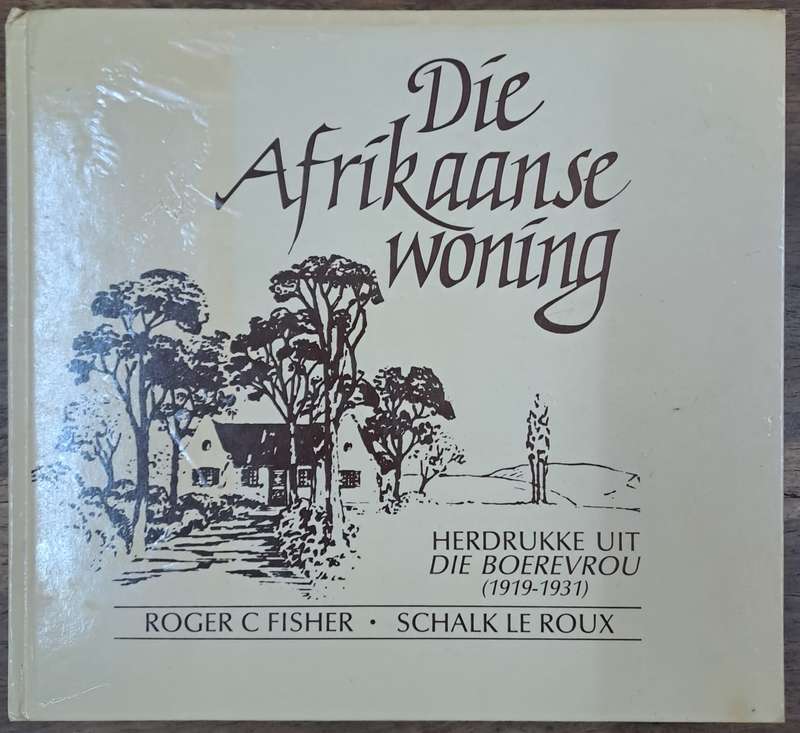 Die
Afrikaanse
woning
HERDRUKKE UIT
DIE BOEREVROU
(1919-1931)
ROGER C FISHER • SCHALK LE ROUX